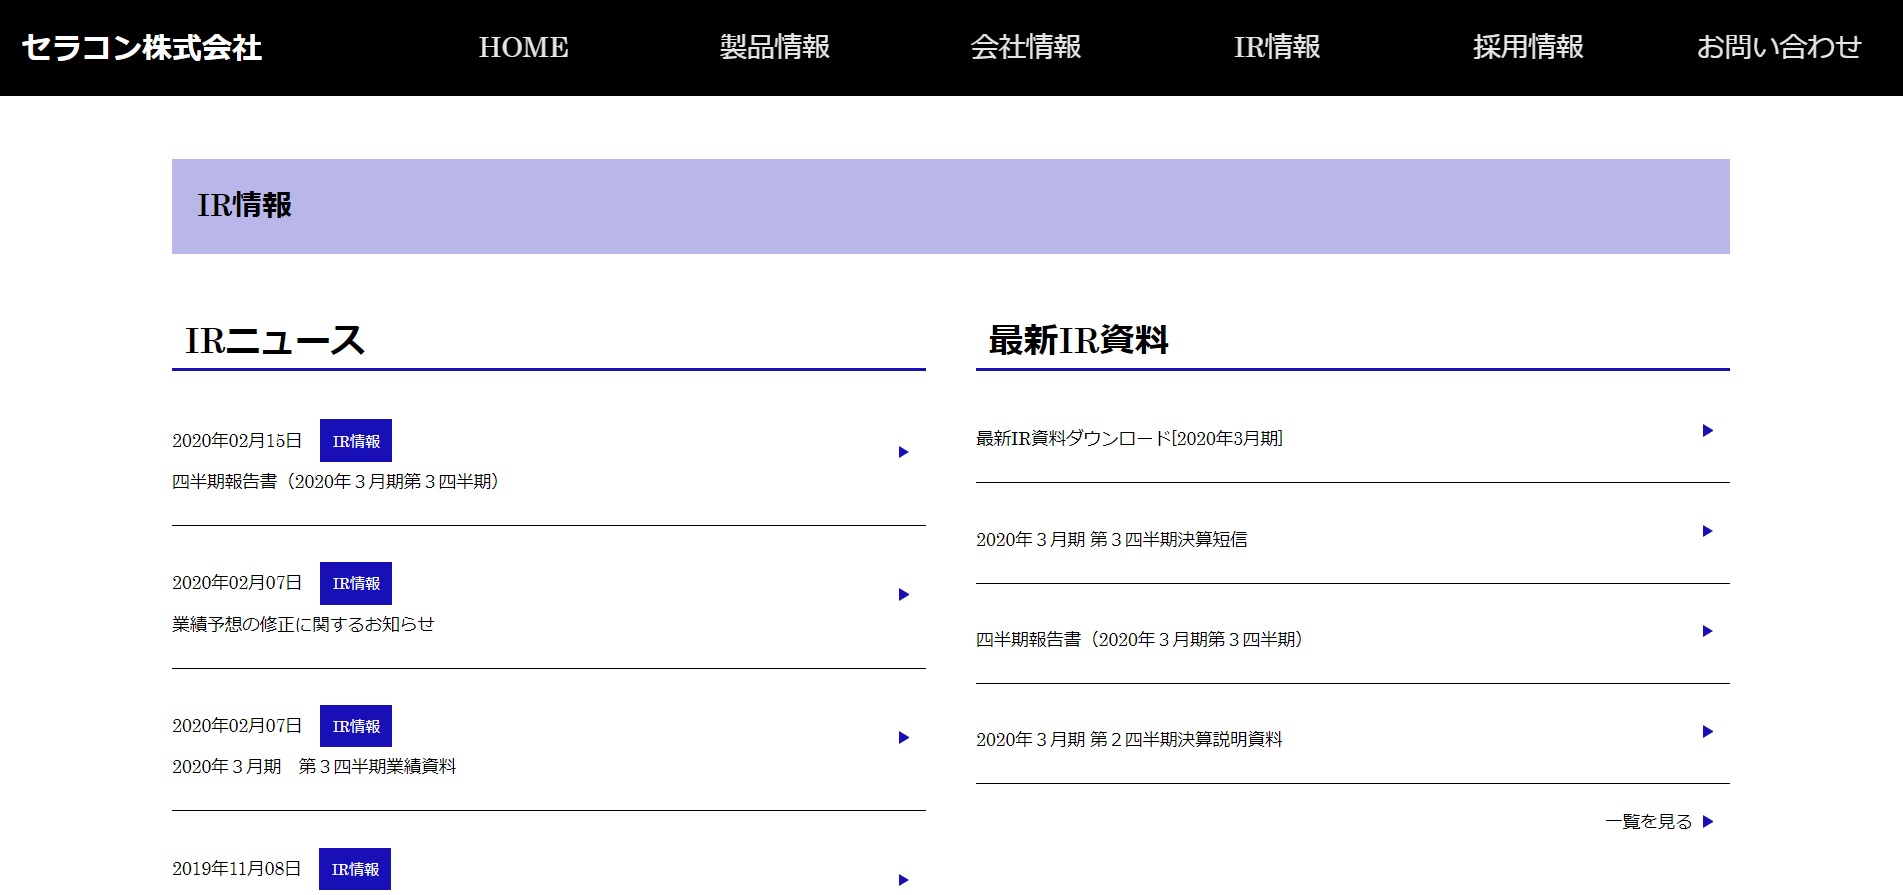 セラコン株式会社 HOME 製品情報 会社情報 IR情報 採用情報 お問い合わせ
IR情報
IRニュース
2020年02月15日 IR情報
四半期報告書（2020年３月期第３四半期）
2020年02月07日 IR情報
業績予想の修正に関するお知らせ
2020年02月07日 IR情報
2020年３月期　第３四半期業績資料
2019年11月08日 IR情報
最新IR資料
最新IR資料ダウンロード[2020年3月期]
2020年３月期 第３四半期決算短信
四半期報告書（2020年３月期第３四半期）
2020年３月期 第２四半期決算説明資料
一覧を見る